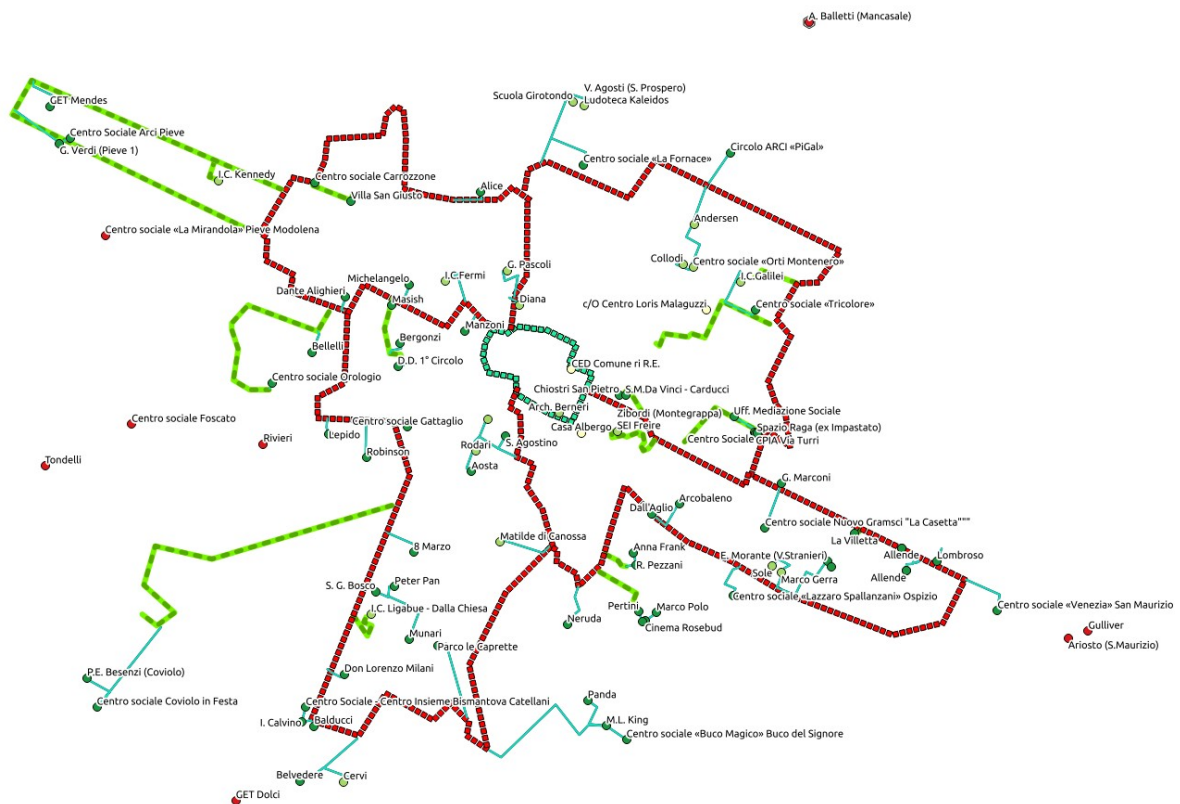 A. Balletti (Mancasale)
V. Agosti (S. Prospero)
Scuola Girotondo
Ludoteca Kaleidos
GET Mendes
Centro Sociale Arci Pieve
G. Verdi (Pieve 1)
Circolo ARCI «PiGal»
Centro sociale «La Fornace»
I.C. Kennedy
Centro sociale Carrozzone
Villa San Giusto
Alice
Andersen
Centro sociale «La Mirandola» Pieve Modolena
Collodi
Centro sociale «Orti Montenero»
G. Pascoli
I.C.Fermi
Michelangelo
I.C.Galilei
Dante Alighieri
Masish
Diana
c/O Centro Loris Malaguzzi
Centro sociale «Tricolore»
Manzoni
Bergonzi
Bellelli
D.D. 1° Circolo
CED Comune ri R.E.
Centro sociale Orologio
Chiostri San Pietro
S.M.Da Vinci - Carducci
Arch. Berneri
Zibordi (Montegrappa)
Uff. Mediazione Sociale
Centro sociale Foscato
Centro sociale Gattaglio
Casa Albergo
SEI Freire
Spazio Raga (ex Impastato)
Lepido
Rivieri
Rodari
S. Agostino
Centro Sociale
CPIA Via Turri
Robinson
Tondelli
Aosta
G. Marconi
Arcobaleno
Dall'Aglio
Centro sociale Nuovo Gramsci "La Casetta"""
La Villetta
Matilde di Canossa
8 Marzo
Anna Frank
R. Pezzani
E. Morante (V.Stranieri)
Allende
Lombroso
Sole
Marco Gerra
Allende
Peter Pan
S. G. Bosco
Centro sociale «Lazzaro Spallanzani» Ospizio
Centro sociale «Venezia» San Maurizio
I.C. Ligabue - Dalla Chiesa
Pertini
Marco Polo
Neruda
Cinema Rosebud
Gulliver
Munari
Ariosto (S.Maurizio)
Parco le Caprette
P.E. Besenzi (Coviolo)
Don Lorenzo Milani
Centro sociale Coviolo in Festa
Centro Sociale - Centro Insieme Bismantova Catellani
Panda
I. Calvino
Balducci
M.L. King
Centro sociale «Buco Magico» Buco del Signore
Belvedere
Cervi
GET Dolci